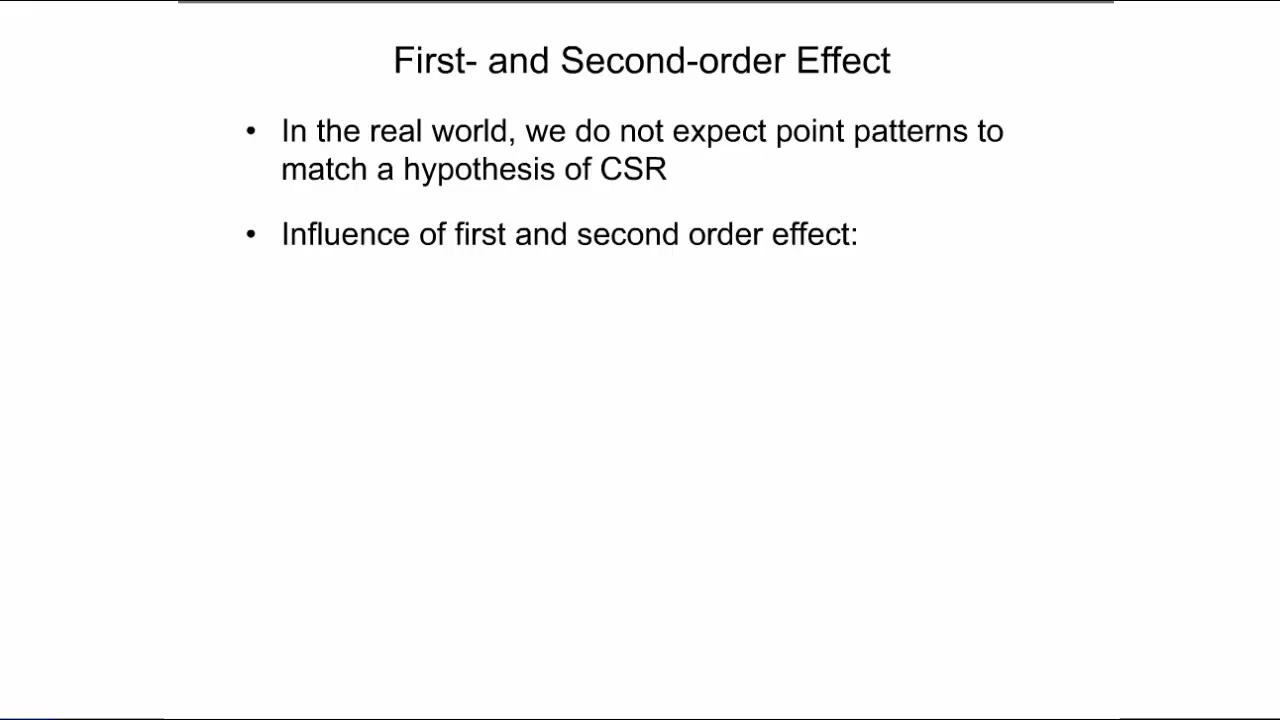 First- and Second-order Effect
• In the real world, we do not expect point patterns to
match a hypothesis of CSR
• Influence of first and second order effect: